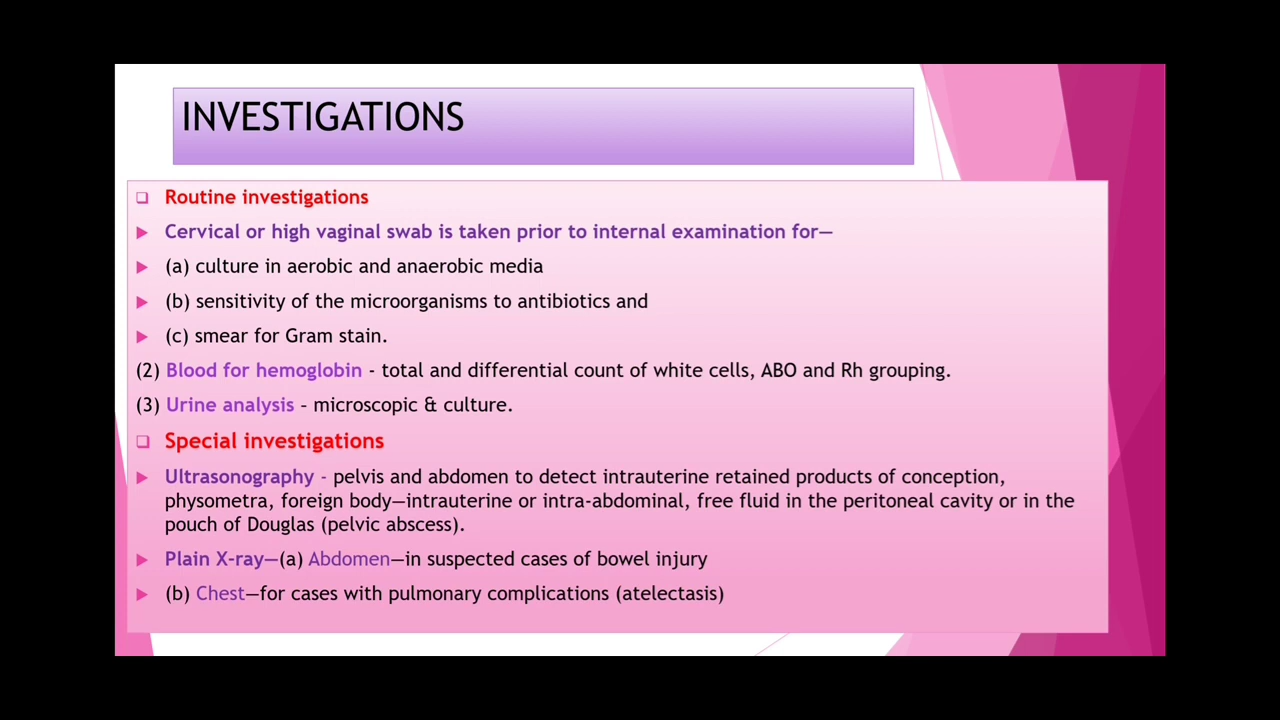 INVESTIGATIONS
Routine investigations
Cervical or high vaginal swab is taken prior to internal examination for—
(a) culture in aerobic and anaerobic media
(b) sensitivity of the microorganisms to antibiotics and
(c) smear for Gram stain.
(2) Blood for hemoglobin - total and differential count of white cells, ABO and Rh grouping.
(3) Urine analysis – microscopic & culture.
Special investigations
Ultrasonography - pelvis and abdomen to detect intrauterine retained products of conception,
physometra, foreign body—intrauterine or intra-abdominal, free fluid in the peritoneal cavity or in the
pouch of Douglas (pelvic abscess).
Plain X-ray—(a) Abdomen—in suspected cases of bowel injury
(b) Chest—for cases with pulmonary complications (atelectasis)